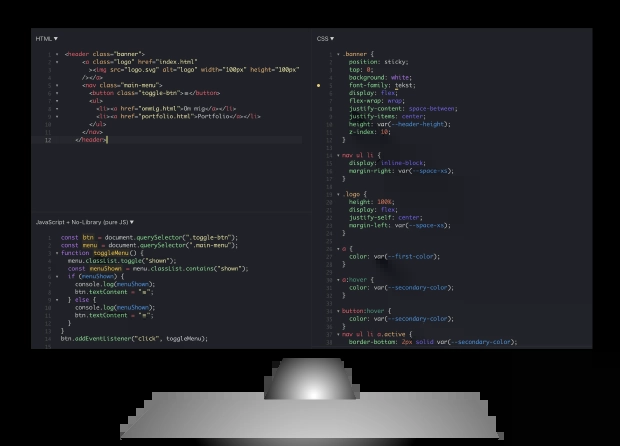 HTML ▼
1 <header class="banner">
2 <a class="logo" href="index.html"
3 ><img src="logo.svg" alt="logo" width="100px" height="100px"
4 /></a>
5 <nav class="main-menu">
6 <button class="toggle-btn">≡</button>
7 <ul>
8 <li><a href="ommig.html">Om mig</a></li>
9 <li><a href="portfolio.html">Portfolio</a></li>
10 </ul>
11 </nav>
12 </header>
JavaScript + No-Library (pure JS) ▼
1 const btn = document.querySelector(".toggle-btn");
2 const menu = document.querySelector(".main-menu");
3 function toggleMenu() {
4 menu.classList.toggle("shown");
5 const menuShown = menu.classList.contains("shown");
6 if (menuShown) {
7 console.log(menuShown);
8 btn.textContent = "≡";
9 } else {
10 console.log(menuShown);
11 btn.textContent = "≡";
12 }
13 }
14 btn.addEventListener("click", toggleMenu);
CSS ▼
1 .banner {
2 position: sticky;
3 top: 0;
4 background: white;
5 font-family: jekst;
6 display: flex;
7 flex-wrap: wrap;
8 justify-content: space-between;
9 justify-items: center;
10 height: var(--header-height);
11 z-index: 10;
12 }
14 nav ul li {
15 display: inline-block;
16 margin-right: var(--space-xs);
17 }
19 .logo {
20 height: 100%;
21 display: flex;
22 justify-self: center;
23 margin-left: var(--space-xs);
24 }
26 a {
27 color: var(--first-color);
28 }
30 a:hover {
31 color: var(--secondary-color);
32 }
34 button:hover {
35 color: var(--secondary-color);
36 }
37 nav ul li a.active {
38 border-bottom: 2px solid var(--secondary-color);